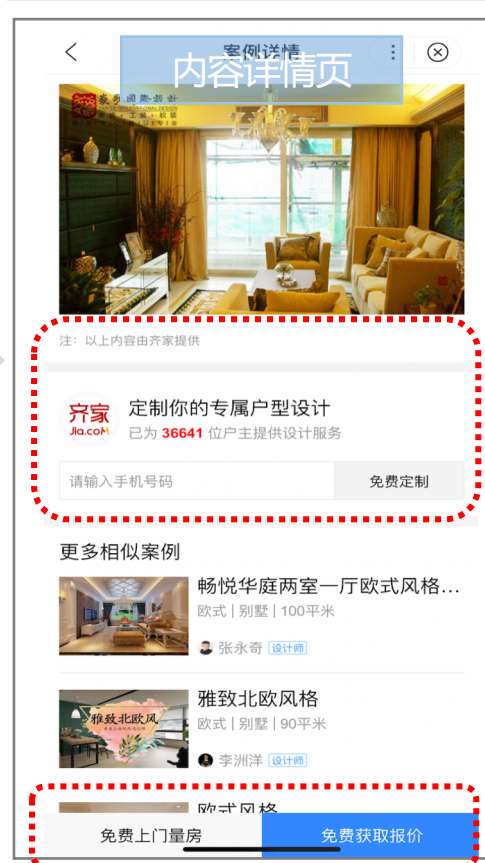 案例详情
内容详情页
注：以上内容由齐家提供
齐家
Jia.coM
定制你的专属户型设计
已为 36641 位户主提供设计服务
请输入手机号码
免费定制
更多相似案例
畅悦华庭两室一厅欧式风格...
欧式 | 别墅 | 100平米
张永奇 设计师
雅致北欧风
雅致北欧风格
欧式 | 别墅 | 90平米
李洲洋 设计师
欧式风格
免费上门量房
免费获取报价